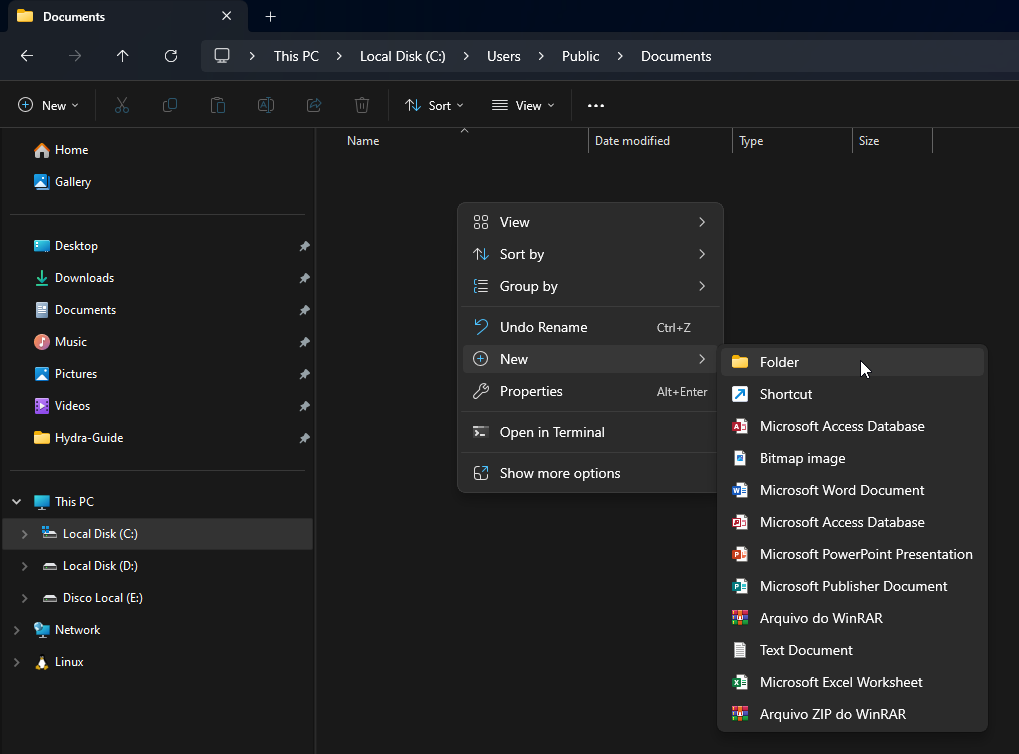 Documents
This PC > Local Disk (C:) > Users > Public > Documents
New
Sort
View
Name
Date modified
Type
Size
Home
Gallery
Desktop
Downloads
Documents
Music
Pictures
Videos
Hydra-Guide
This PC
Local Disk (C:)
Local Disk (D:)
Disco Local (E:)
Network
Linux
View
Sort by
Group by
Undo Rename Ctrl+Z
New
Properties Alt+Enter
Open in Terminal
Show more options
Folder
Shortcut
Microsoft Access Database
Bitmap image
Microsoft Word Document
Microsoft Access Database
Microsoft PowerPoint Presentation
Microsoft Publisher Document
Arquivo do WinRAR
Text Document
Microsoft Excel Worksheet
Arquivo ZIP do WinRAR